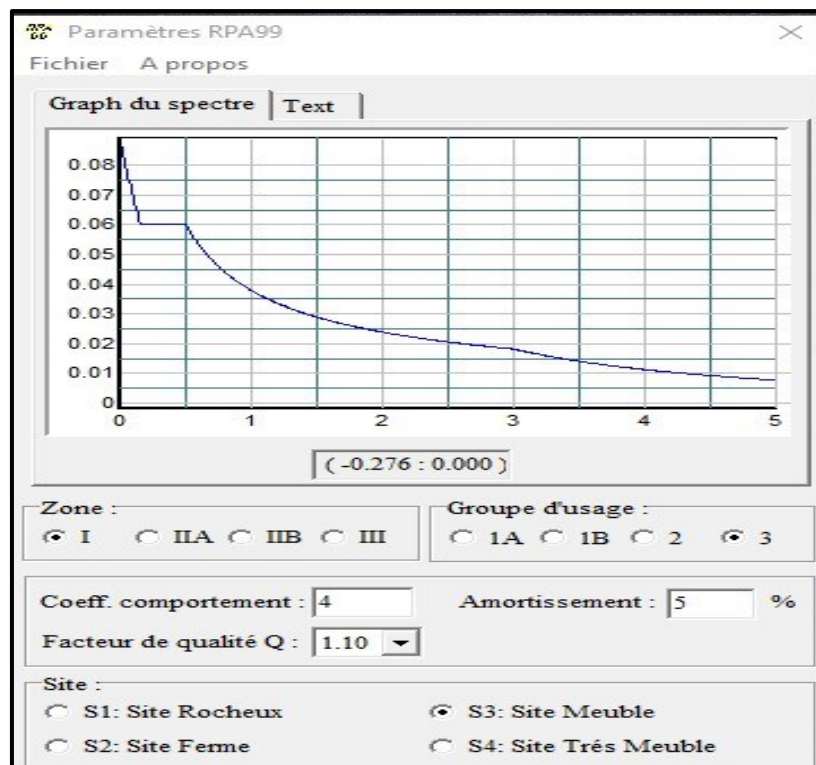 Paramètres RPA99
Fichier A propos
Graph du spectre Text
0.08
0.07
0.06
0.05
0.04
0.03
0.02
0.01
0
0 1 2 3 4 5
( -0.276 : 0.000 )
Zone : Groupe d'usage :
I IIA IIB III 1A 1B 2 3
Coeff. comportement : 4 Amortissement : 5 %
Facteur de qualité Q : 1.10
Site :
S1: Site Rocheux S3: Site Meuble
S2: Site Ferme S4: Site Trés Meuble